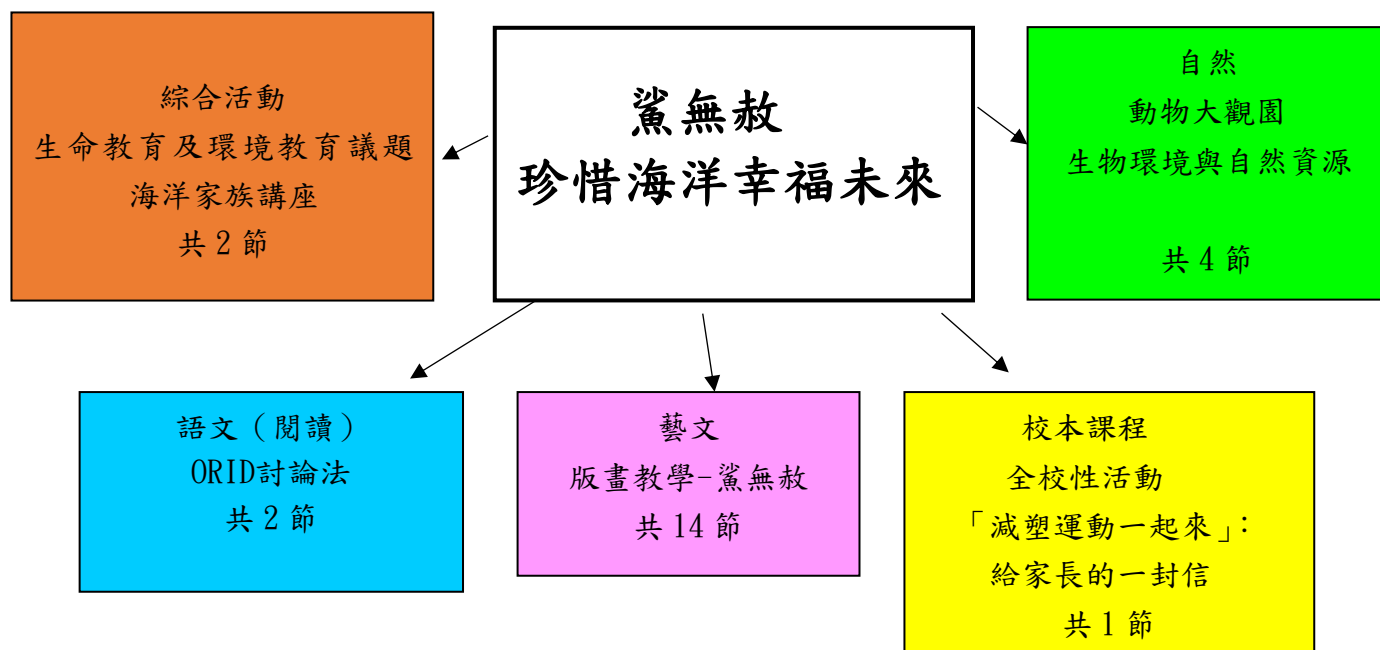 鯊無赦
珍惜海洋幸福未來
綜合活動
生命教育及環境教育議題
海洋家族講座
共 2 節
自然
動物大觀園
生物環境與自然資源
共 4 節
語文（閱讀）
ORID討論法
共 2 節
藝文
版畫教學-鯊無赦
共 14 節
校本課程
全校性活動
「減塑運動一起來」：
給家長的一封信
共 1 節